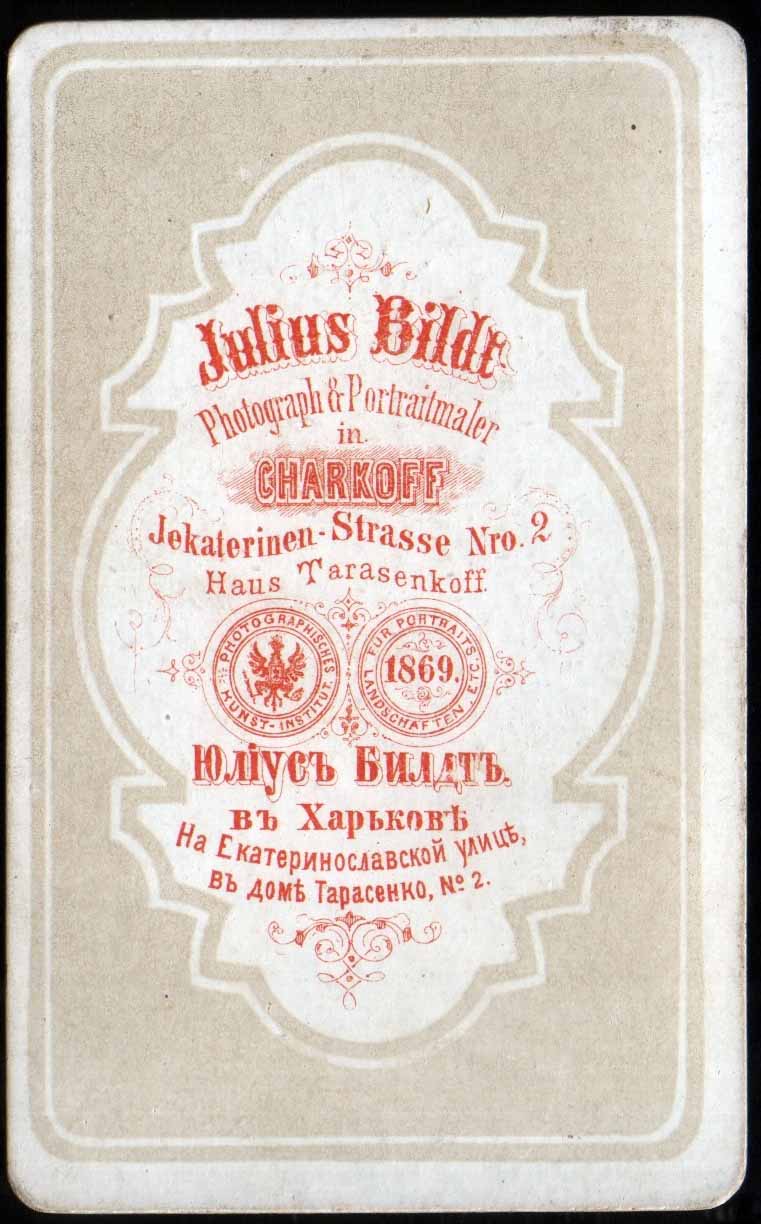 Julius Bildt
Photograph & Portraitmaler
in
CHARKOFF
Jekaterinen-Strasse Nro. 2
Haus Tarasenkoff.
PHOTOGRAPHISCHES
KUNST-INSTITUT.
FÜR PORTRAITS,
LANDSCHAFTEN, ETC.
1869.
Юлiусъ Билдтъ.
въ Харьковѣ
На Екатеринославской улицѣ,
Въ домѣ Тарасенко, № 2.